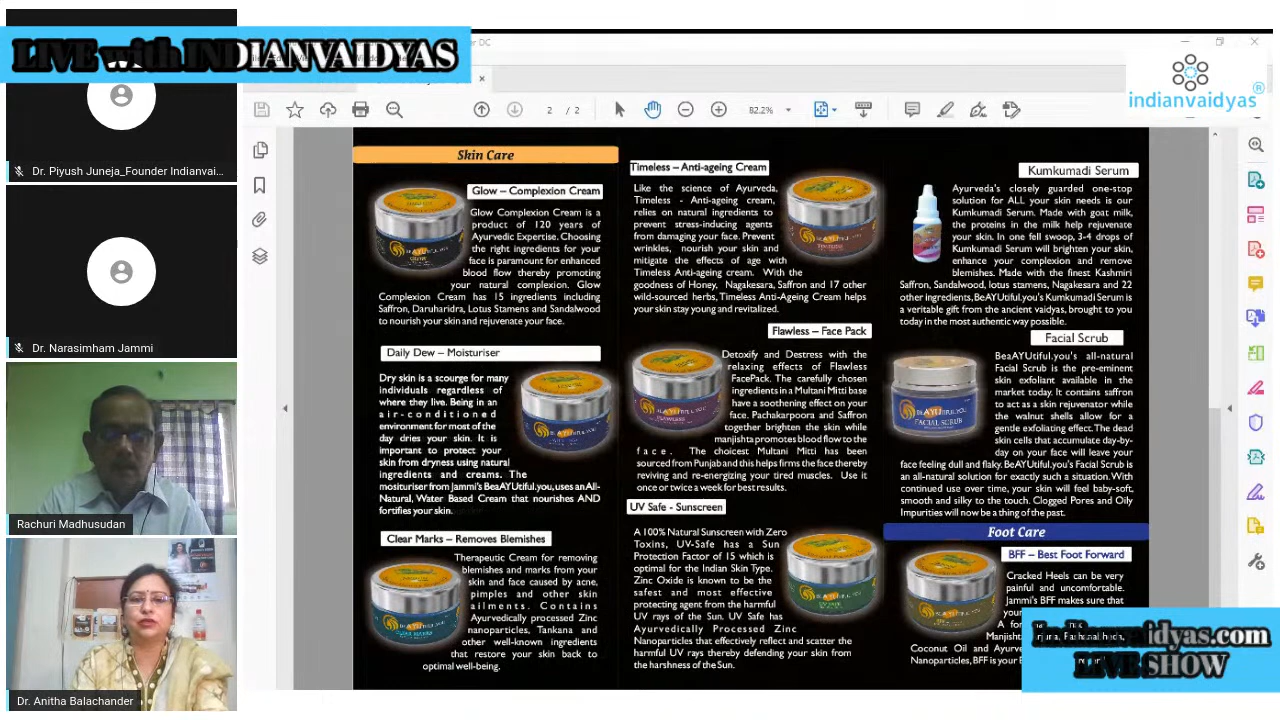 LIVE with INDIANVAIDYAS
DC
indianvaidyas®
2 / 2
82.2%
Dr. Piyush Juneja_Founder Indianvai...
Dr. Narasimham Jammi
Rachuri Madhusudan
Dr. Anitha Balachander
Skin Care
Glow – Complexion Cream
Glow Complexion Cream is a
product of 120 years of
Ayurvedic Expertise. Choosing
the right ingredients for your
face is paramount for enhanced
blood flow thereby promoting
your natural complexion. Glow
Complexion Cream has 15 ingredients including
Saffron, Daruharidra, Lotus Stamens and Sandalwood
to nourish your skin and rejuvenate your face.
Daily Dew – Moisturiser
Dry skin is a scourge for many
individuals regardless of
where they live. Being in an
air-conditioned
environment for most of the
day dries your skin. It is
important to protect your
skin from dryness using natural
ingredients and creams. The
mosituriser from Jammi's BeAYUtiful.you, uses an All-
Natural, Water Based Cream that nourishes AND
fortifies your skin.
Clear Marks – Removes Blemishes
Therapeutic Cream for removing
blemishes and marks from your
skin and face caused by acne,
pimples and other skin
ailments. Contains
Ayurvedically processed Zinc
nanoparticles, Tankana and
other well-known ingredients
that restore your skin back to
optimal well-being.
Timeless – Anti-ageing Cream
Like the science of Ayurveda,
Timeless - Anti-ageing cream,
relies on natural ingredients to
prevent stress-inducing agents
from damaging your face. Prevent
wrinkles, nourish your skin and
mitigate the effects of age with
Timeless Anti-ageing cream. With the
goodness of Honey, Nagakesara, Saffron and 17 other
wild-sourced herbs, Timeless Anti-Ageing Cream helps
your skin stay young and revitalized.
Flawless – Face Pack
Detoxify and Destress with the
relaxing effects of Flawless
FacePack. The carefully chosen
ingredients in a Multani Mitti base
have a soothening effect on your
face. Pachakarpoora and Saffron
together brighten the skin while
manjishta promotes blood flow to the
face. The choicest Multani Mitti has been
sourced from Punjab and this helps firms the face thereby
reviving and re-energizing your tired muscles. Use it
once or twice a week for best results.
UV Safe - Sunscreen
A 100% Natural Sunscreen with Zero
Toxins, UV-Safe has a Sun
Protection Factor of 15 which is
optimal for the Indian Skin Type.
Zinc Oxide is known to be the
safest and most effective
protecting agent from the harmful
UV rays of the Sun. UV Safe has
Ayurvedically Processed Zinc
Nanoparticles that effectively reflect and scatter the
harmful UV rays thereby defending your skin from
the harshness of the Sun.
Kumkumadi Serum
Ayurveda's closely guarded one-stop
solution for ALL your skin needs is our
Kumkumadi Serum. Made with goat milk,
the proteins in the milk help rejuvenate
your skin. In one fell swoop, 3-4 drops of
Kumkumadi Serum will brighten your skin,
enhance your complexion and remove
blemishes. Made with the finest Kashmiri
Saffron, Sandalwood, lotus stamens, Nagakesara and 22
other ingredients, BeAYUtiful.you's Kumkumadi Serum is
a veritable gift from the ancient vaidyas, brought to you
today in the most authentic way possible.
Facial Scrub
BeaAYUtiful.you's all-natural
Facial Scrub is the pre-eminent
skin exfoliant available in the
market today. It contains saffron
to act as a skin rejuvenator while
the walnut shells allow for a
gentle exfoliating effect. The dead
skin cells that accumulate day-by-
day on your face will leave your
face feeling dull and flaky. BeAYUtiful.you's Facial Scrub is
an all-natural solution for exactly such a situation. With
continued use over time, your skin will feel baby-soft,
smooth and silky to the touch. Clogged Pores and Oily
Impurities will now be a thing of the past.
Foot Care
BFF – Best Foot Forward
Cracked Heels can be very
painful and uncomfortable.
Jammi's BFF makes sure that
A for
Manjisht
Coconut Oil and Ayurve
Nanoparticles, BFF is your
BEAYUTIFUL.YOU
FACIAL SCRUB
Indianvaidyas.com
LIVE SHOW